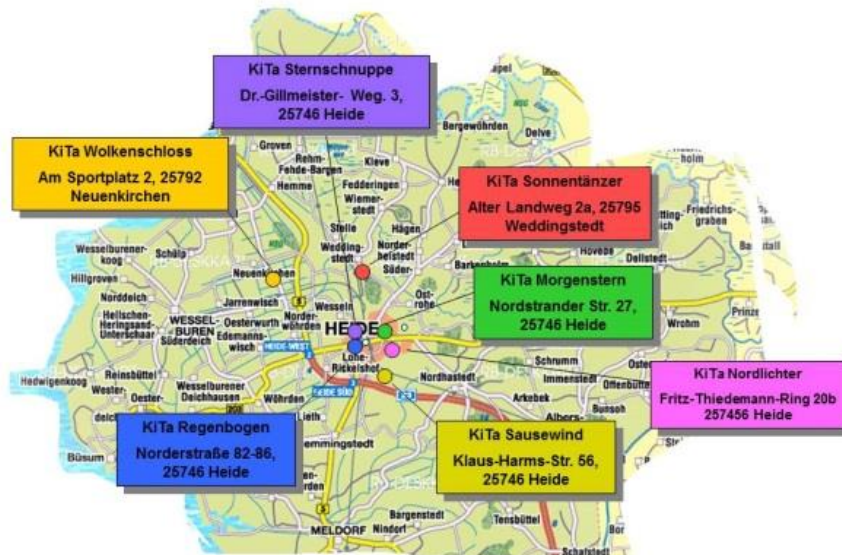 KiTa Sternschnuppe
Dr.-Gillmeister- Weg. 3,
25746 Heide
KiTa Wolkenschloss
Am Sportplatz 2, 25792
Neuenkirchen
KiTa Sonnentänzer
Alter Landweg 2a, 25795
Weddingstedt
KiTa Morgenstern
Nordstrander Str. 27,
25746 Heide
KiTa Nordlichter
Fritz-Thiedemann-Ring 20b
257456 Heide
KiTa Regenbogen
Norderstraße 82-86,
25746 Heide
KiTa Sausewind
Klaus-Harms-Str. 56,
25746 Heide
Bergewöhrden
Delve
Groven
Rehm-
Fehde-Bargen
Kleve
Hemme
Fedderingen
Wiemer-
stedt
Stelle
Wedding-
stedt
Hägen
Norder-
heistedt
Süder-
Friedrichs-
graben
Dellstedt
Wesselburener-
koog
Schülp
Hillgroven
Neuenkirchen
Norddeich
Jarrenwisch
Hellschen-
Heringsand-
Unterschaar
WESSEL-
BUREN
Süderdeich
Oesterwurth
Edemanns-
wisch
Norder-
wöhrden
Wesseln
Ost-
rohe
HEIDE
HEIDE-WEST
Lohe-
Rickelshof
HEIDE SÜD
Wrohm
Hedwigenkoog
Reinsbüttel
Wester-
Oester-
Wesselburener
Deichhausen
Wöhrden
Lieth
Büsum
Nordhastedt
Schrumm
Immenstedt
Offenbüttel
Arkebek
Bunsoh
Albers-
MELDORF
Nindorf
Bargenstedt
Tensbüttel
Schafstedt